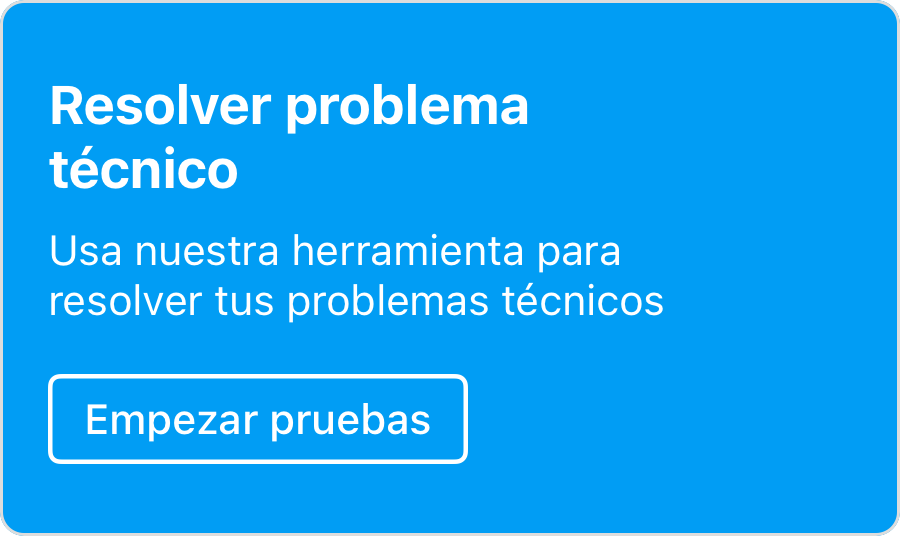 Resolver problema
técnico
Usa nuestra herramienta para
resolver tus problemas técnicos
Empezar pruebas